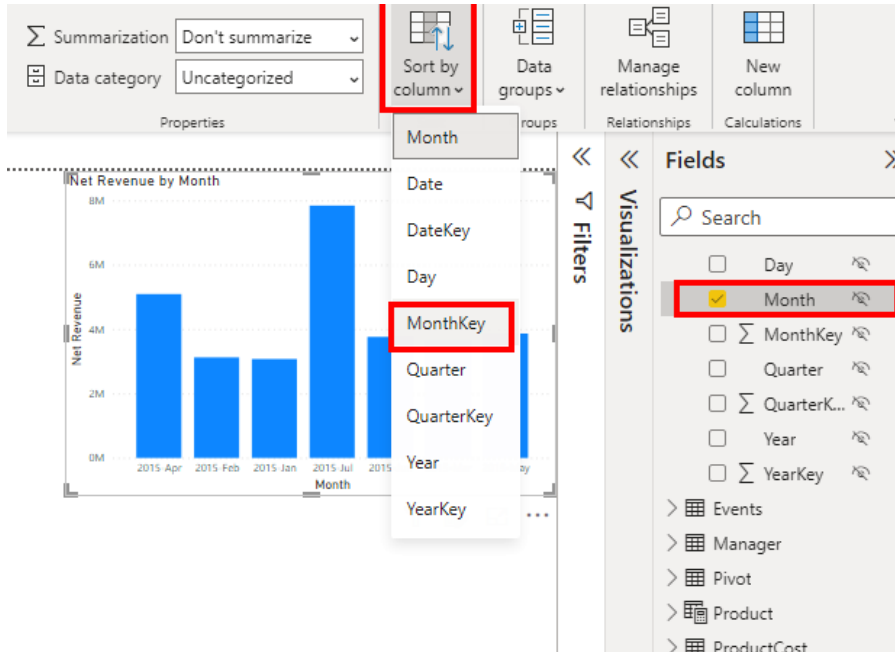 ∑ Summarization Don't summarize
Data category Uncategorized
Properties
Sort by
column
Data
groups
roups
Manage
relationships
Relationships
New
column
Calculations
Month
Date
DateKey
Day
MonthKey
Quarter
QuarterKey
Year
YearKey
Net Revenue by Month
8M
6M
4M
2M
0M
Net Revenue
2015-Apr 2015-Feb 2015-Jan 2015-Jul 2015
Month
Filters
Visualizations
Fields
Search
Day
Month
∑ MonthKey
Quarter
∑ QuarterK...
Year
∑ YearKey
Events
Manager
Pivot
Product
ProductCost